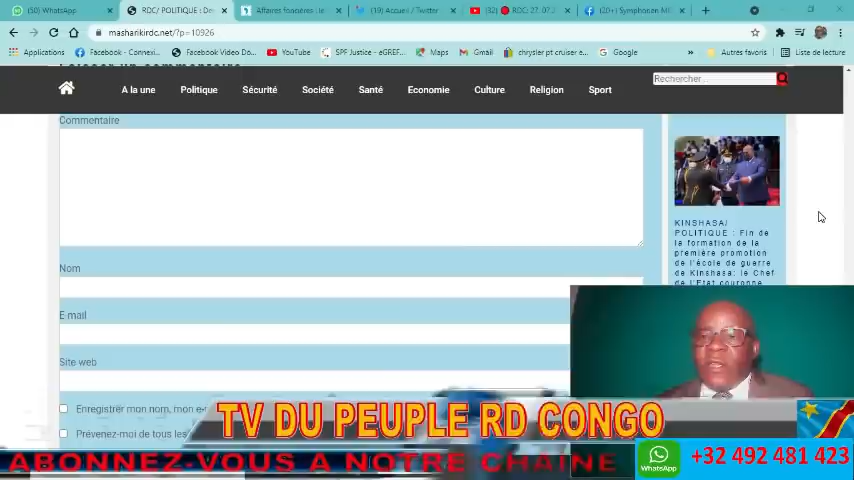 (50) WhatsApp
RDC/ POLITIQUE : De
Affaires foncières : le
(19) Accueil / Twitter
(32) RDC: 27. 07.2
(20+) Symphorien M
masharikirdc.net/?p=10926
Applications
Facebook - Connexi...
Facebook Video Do...
YouTube
SPF Justice - eGREF...
Maps
Gmail
chrysler pt cruiser e...
Google
Autres favoris
Liste de lecture
A la une
Politique
Sécurité
Société
Santé
Economie
Culture
Religion
Sport
Rechercher ...
Commentaire
KINSHASA/
POLITIQUE : Fin de
la formation de la
première promotion
de l'école de guerre
de Kinshasa: le Chef
de l'Etat couronne
Nom
E-mail
Site web
Enregistrer mon nom, mon e-
Prévenez-moi de tous les
TV DU PEUPLE RD CONGO
ABONNEZ-VOUS A NOTRE CHAINE
WhatsApp
+32 492 481 423